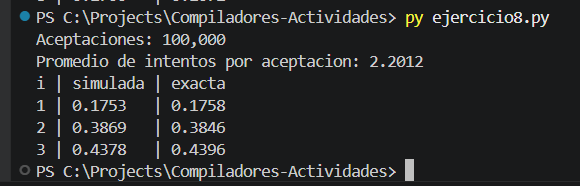 PS C:\Projects\Compiladores-Actividades> py ejercicio8.py
Aceptaciones: 100,000
Promedio de intentos por aceptacion: 2.2012
i | simulada | exacta
1 | 0.1753   | 0.1758
2 | 0.3869   | 0.3846
3 | 0.4378   | 0.4396
PS C:\Projects\Compiladores-Actividades>